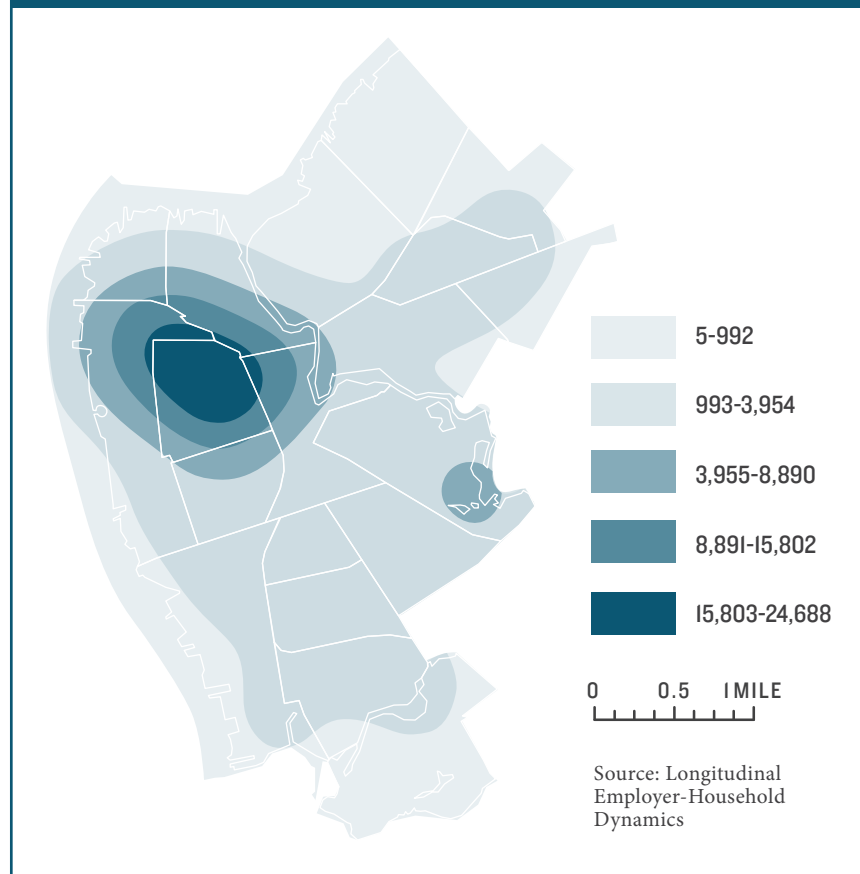 5-992
993-3,954
3,955-8,890
8,891-15,802
15,803-24,688
0 0.5 1 MILE
Source: Longitudinal
Employer-Household
Dynamics